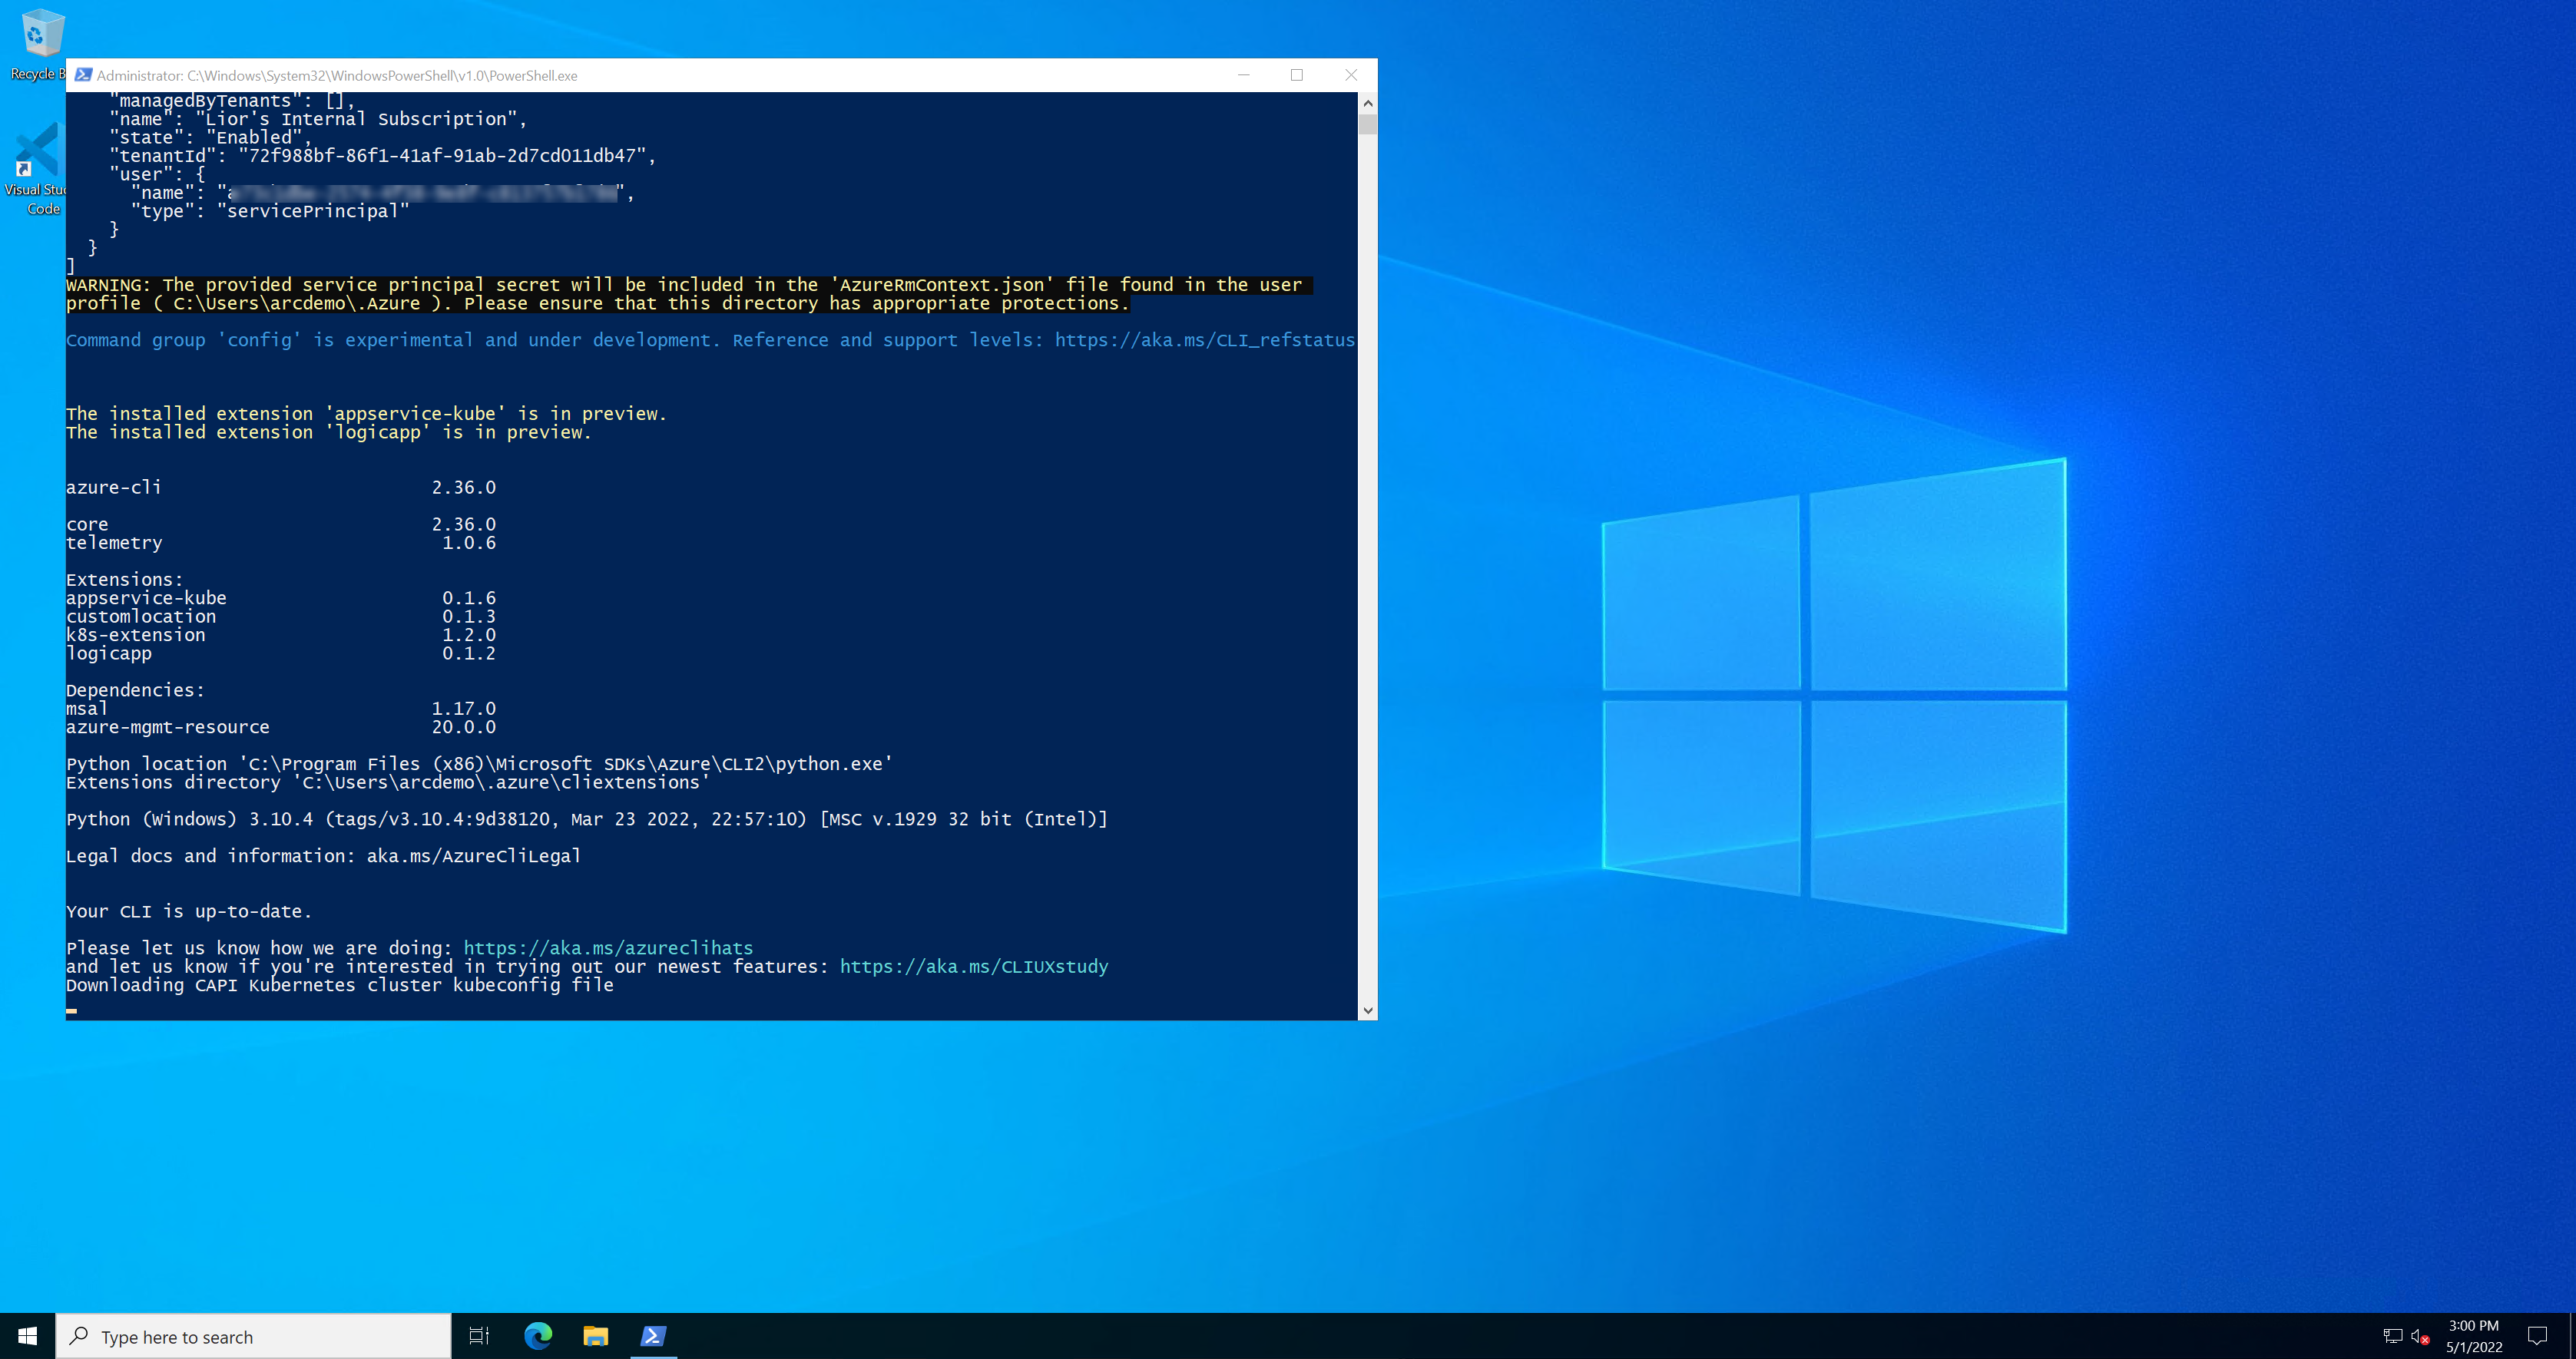 Recycle B
Visual Stu
Code
Administrator: C:\Windows\System32\WindowsPowerShell\v1.0\PowerShell.exe
"managedByTenants": [],
"name": "Lior's Internal Subscription",
"state": "Enabled",
"tenantId": "72f988bf-86f1-41af-91ab-2d7cd011db47",
"user": {
"name": "a",
"type": "servicePrincipal"
}
}
]
WARNING: The provided service principal secret will be included in the 'AzureRmContext.json' file found in the user
profile ( C:\Users\arcdemo\.Azure ). Please ensure that this directory has appropriate protections.
Command group 'config' is experimental and under development. Reference and support levels: https://aka.ms/CLI_refstatus
The installed extension 'appservice-kube' is in preview.
The installed extension 'logicapp' is in preview.
azure-cli 2.36.0
core 2.36.0
telemetry 1.0.6
Extensions:
appservice-kube 0.1.6
customlocation 0.1.3
k8s-extension 1.2.0
logicapp 0.1.2
Dependencies:
msal 1.17.0
azure-mgmt-resource 20.0.0
Python location 'C:\Program Files (x86)\Microsoft SDKs\Azure\CLI2\python.exe'
Extensions directory 'C:\Users\arcdemo\.azure\cliextensions'
Python (Windows) 3.10.4 (tags/v3.10.4:9d38120, Mar 23 2022, 22:57:10) [MSC v.1929 32 bit (Intel)]
Legal docs and information: aka.ms/AzureCliLegal
Your CLI is up-to-date.
Please let us know how we are doing: https://aka.ms/azureclihats
and let us know if you're interested in trying out our newest features: https://aka.ms/CLIUXstudy
Downloading CAPI Kubernetes cluster kubeconfig file
Type here to search
3:00 PM
5/1/2022